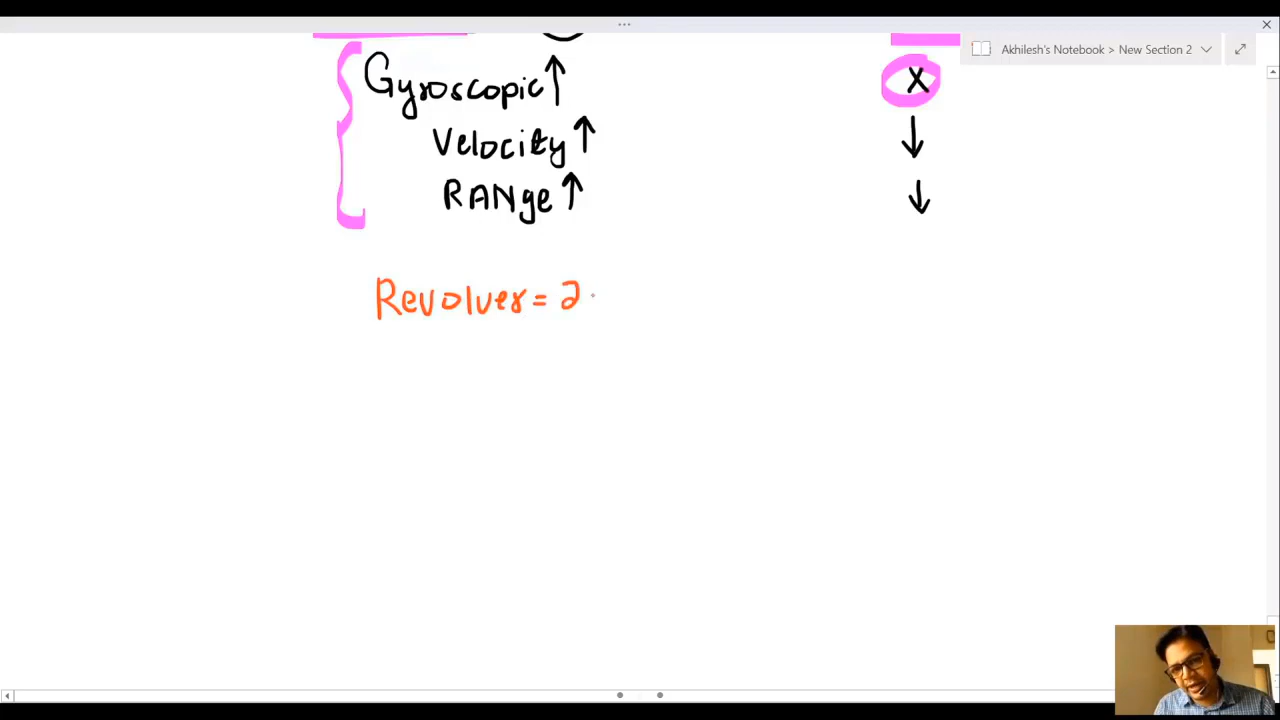 Akhilesh's Notebook > New Section 2
Gyroscopic ↑ X
Velocity ↑ ↓
RANge ↑ ↓
Revolver = 2